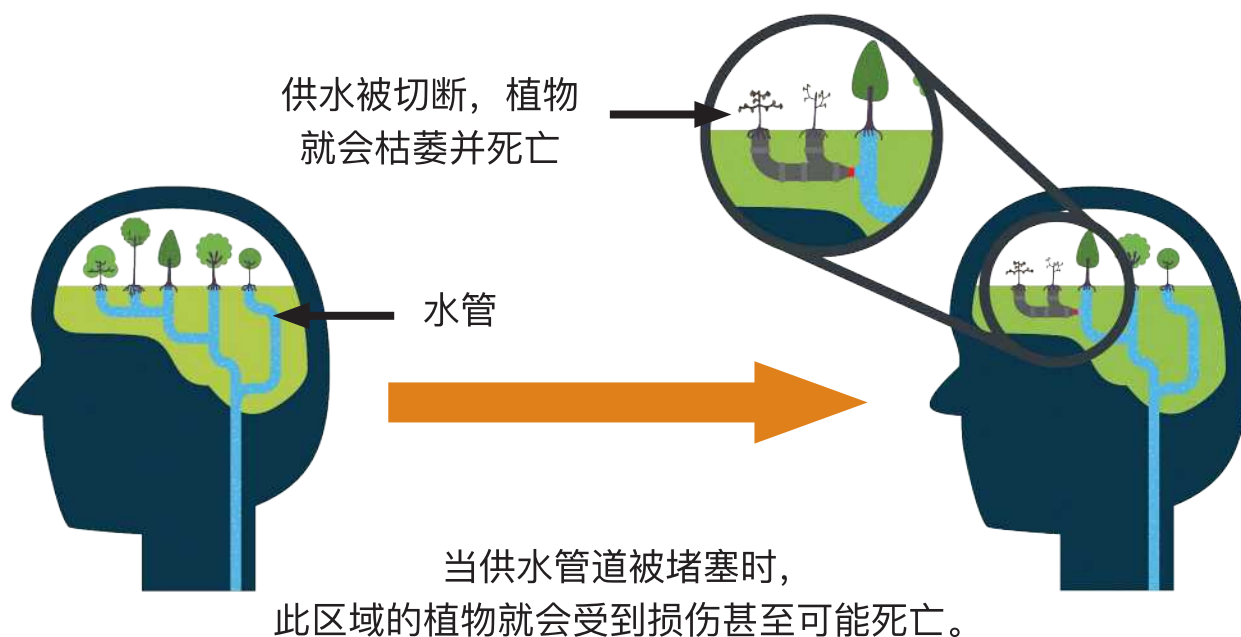 供水被切断，植物
就会枯萎并死亡
水管
当供水管道被堵塞时，
此区域的植物就会受到损伤甚至可能死亡。